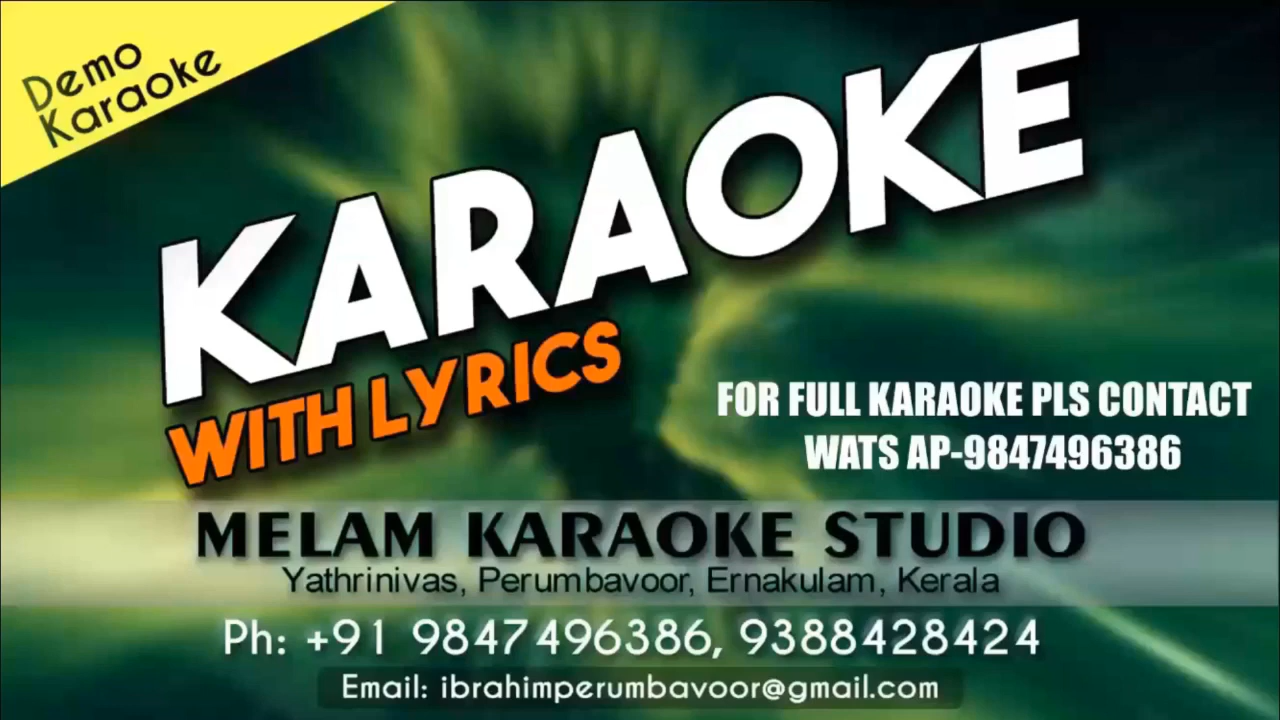 Demo
Karaoke
KARAOKE
WITH LYRICS
FOR FULL KARAOKE PLS CONTACT
WATS AP-9847496386
MELAM KARAOKE STUDIO
Yathrinivas, Perumbavoor, Ernakulam, Kerala
Ph: +91 9847496386, 9388428424
Email: ibrahimperumbavoor@gmail.com